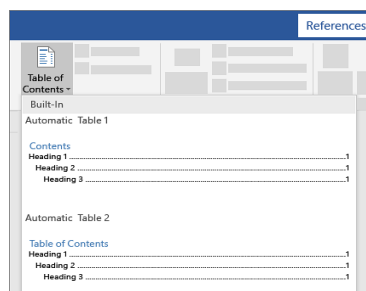 References
Table of
Contents
Built-In
Automatic Table 1
Contents
Heading 1 ........................................................................1
Heading 2 ........................................................................1
Heading 3 ........................................................................1
Automatic Table 2
Table of Contents
Heading 1 ........................................................................1
Heading 2 ........................................................................1
Heading 3 ........................................................................1